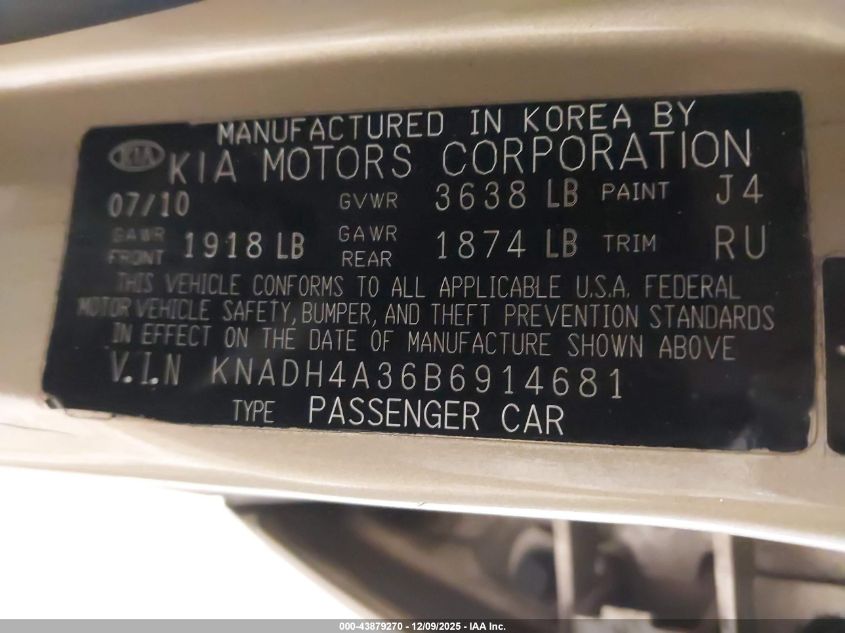 MANUFACTURED IN KOREA BY
KIA KIA MOTORS CORPORATION
07/10 GVWR 3638 LB PAINT J4
GAWR FRONT 1918 LB GAWR REAR 1874 LB TRIM RU
THIS VEHICLE CONFORMS TO ALL APPLICABLE U.S.A. FEDERAL
MOTOR VEHICLE SAFETY, BUMPER, AND THEFT PREVENTION STANDARDS
IN EFFECT ON THE DATE OF MANUFACTURE SHOWN ABOVE
V.I.N KNADH4A36B6914681
TYPE PASSENGER CAR
000-43879270 - 12/09/2025 - IAA Inc.